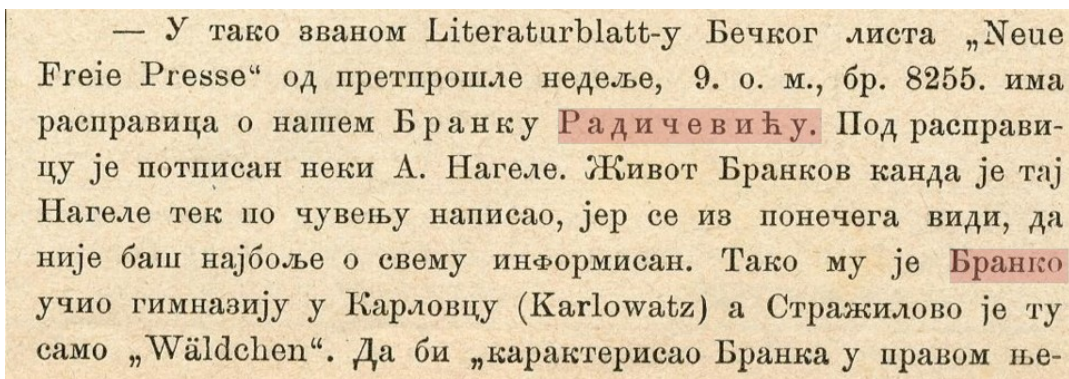 — У тако званом Literaturblatt-у Бечког листа „Neue
Freie Presse“ од претпрошле недеље, 9. о. м., бр. 8255. има
расправица о нашем Бранку Радичевићу. Под расправи-
цу је потписан неки А. Нагеле. Живот Бранков канда је тај
Нагеле тек по чувењу написао, јер се из понечега види, да
није баш најбоље о свему информисан. Тако му је Бранко
учио гимназију у Карловцу (Karlowatz) а Стражилово је ту
само „Wäldchen“. Да би „карактерисао Бранка у правом ње-